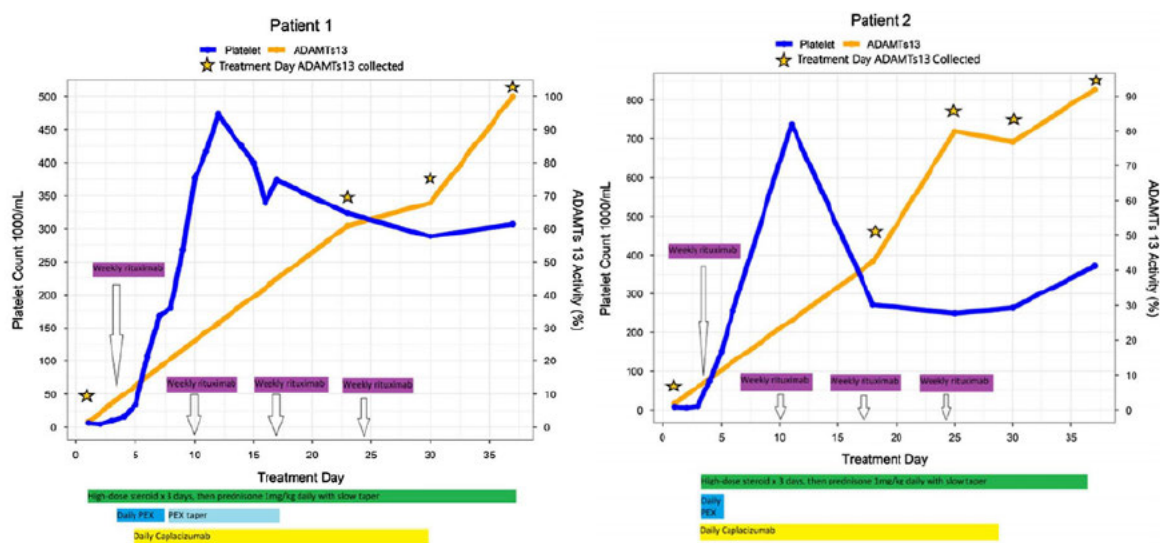 Patient 1
Platelet ADAMTs13
Treatment Day ADAMTs13 collected
Platelet Count 1000/mL
500
450
400
350
300
250
200
150
100
50
0
100
90
80
70
60
50
40
30
20
10
0
ADAMTs 13 Activity (%)
Weekly rituximab
Weekly rituximab
Weekly rituximab
Weekly rituximab
0 5 10 15 20 25 30 35
Treatment Day
High-dose steroid x 3 days, then prednisone 1mg/kg daily with slow taper
Daily PEX PEX taper
Daily Caplacizumab
Patient 2
Platelet ADAMTs13
Treatment Day ADAMTs13 Collected
Platelet Count 1000/mL
800
700
600
500
400
300
200
100
0
90
80
70
60
50
40
30
20
10
0
ADAMTs 13 Activity (%)
Weekly rituximab
Weekly rituximab
Weekly rituximab
Weekly rituximab
0 5 10 15 20 25 30 35
Treatment Day
High-dose steroid x 3 days, then prednisone 1mg/kg daily with slow taper
Daily
PEX
Daily Caplacizumab